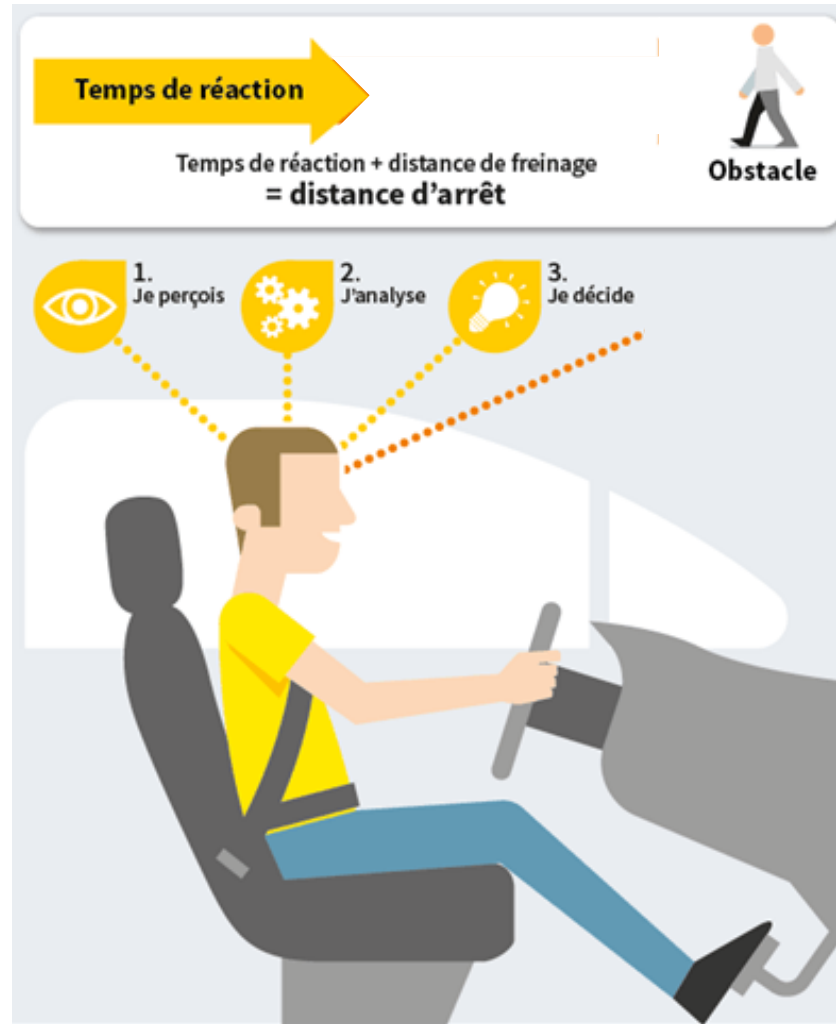 Temps de réaction
Temps de réaction + distance de freinage
= distance d’arrêt
Obstacle
1.
Je perçois
2.
J’analyse
3.
Je décide